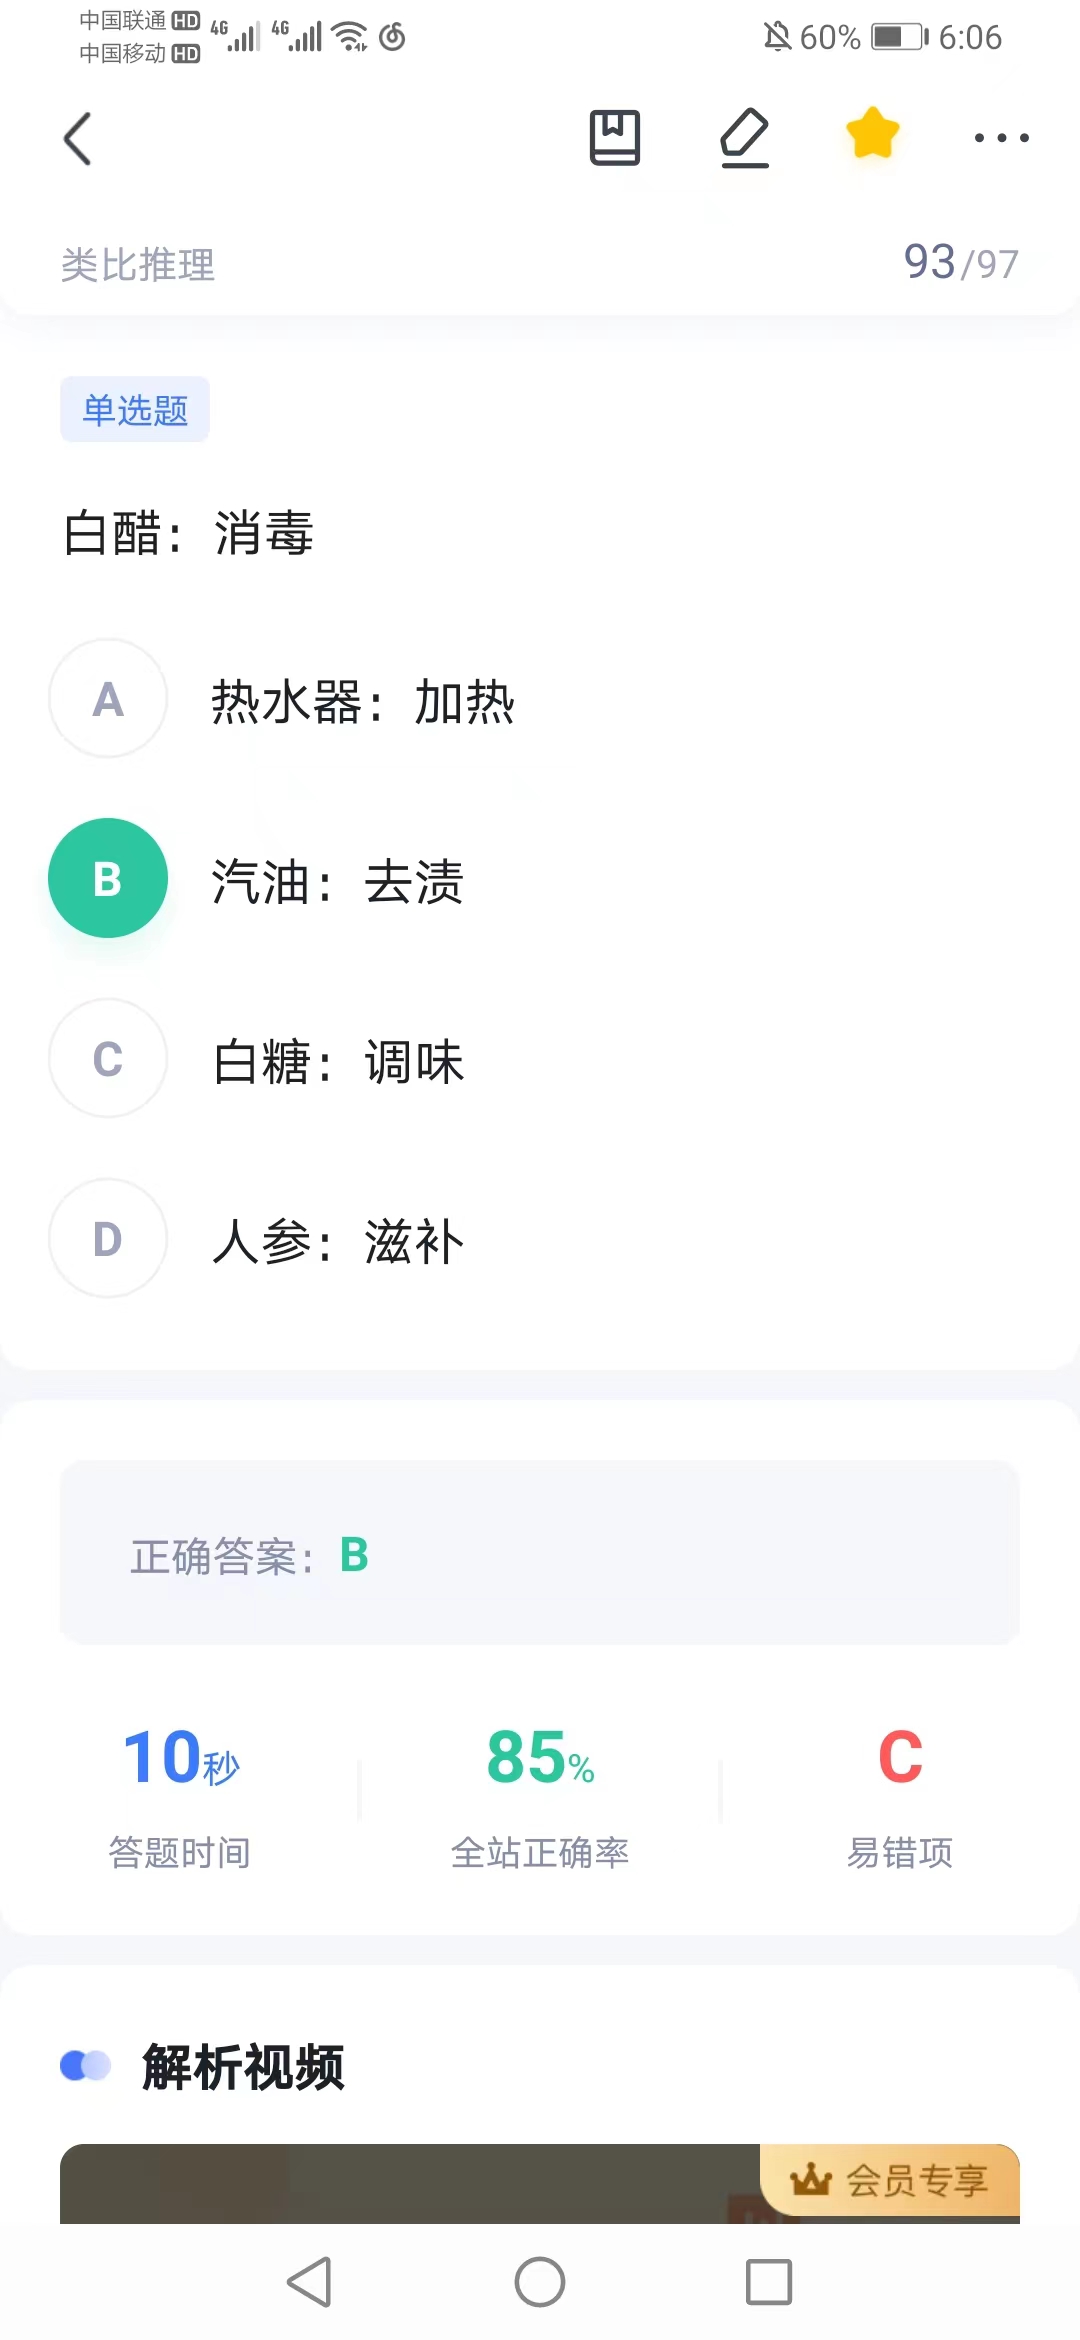 中国联通 HD 4G 4G 60% 6:06
中国移动 HD
类比推理 93/97
单选题
白醋：消毒
A 热水器：加热
B 汽油：去渍
C 白糖：调味
D 人参：滋补
正确答案：B
10秒 85% C
答题时间 全站正确率 易错项
解析视频
会员专享